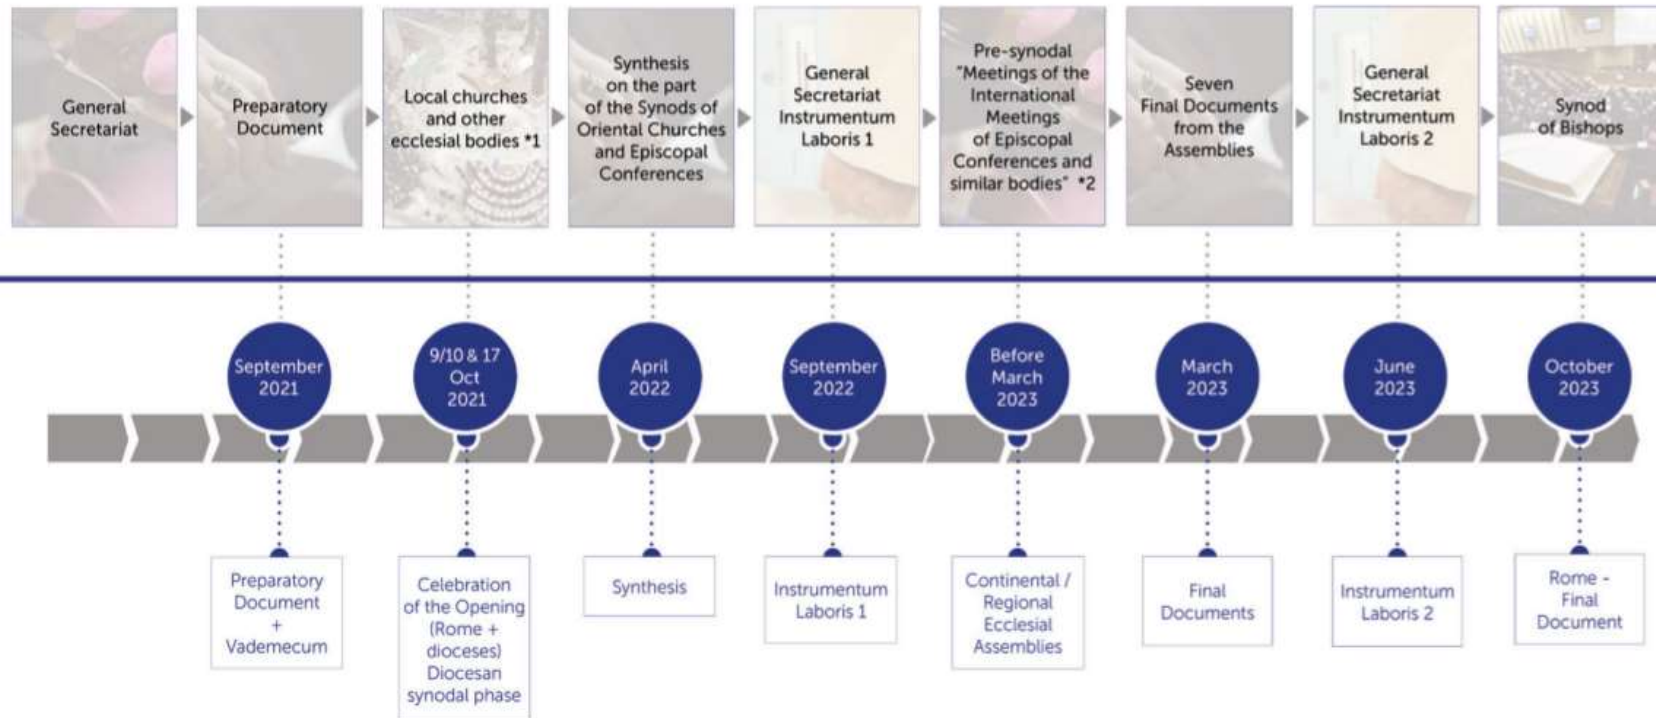 General
Secretariat
Preparatory
Document
Local churches
and other
ecclesial bodies *1
Synthesis
on the part
of the Synods of
Oriental Churches
and Episcopal
Conferences
General
Secretariat
Instrumentum
Laboris 1
Pre-synodal
"Meetings of the
International
Meetings
of Episcopal
Conferences and
similar bodies" *2
Seven
Final Documents
from the
Assemblies
General
Secretariat
Instrumentum
Laboris 2
Synod
of Bishops
September
2021
9/10 & 17
Oct
2021
April
2022
September
2022
Before
March
2023
March
2023
June
2023
October
2023
Preparatory
Document
+
Vademecum
Celebration
of the Opening
(Rome +
dioceses)
Diocesan
synodal phase
Synthesis
Instrumentum
Laboris 1
Continental /
Regional
Ecclesial
Assemblies
Final
Documents
Instrumentum
Laboris 2
Rome -
Final
Document